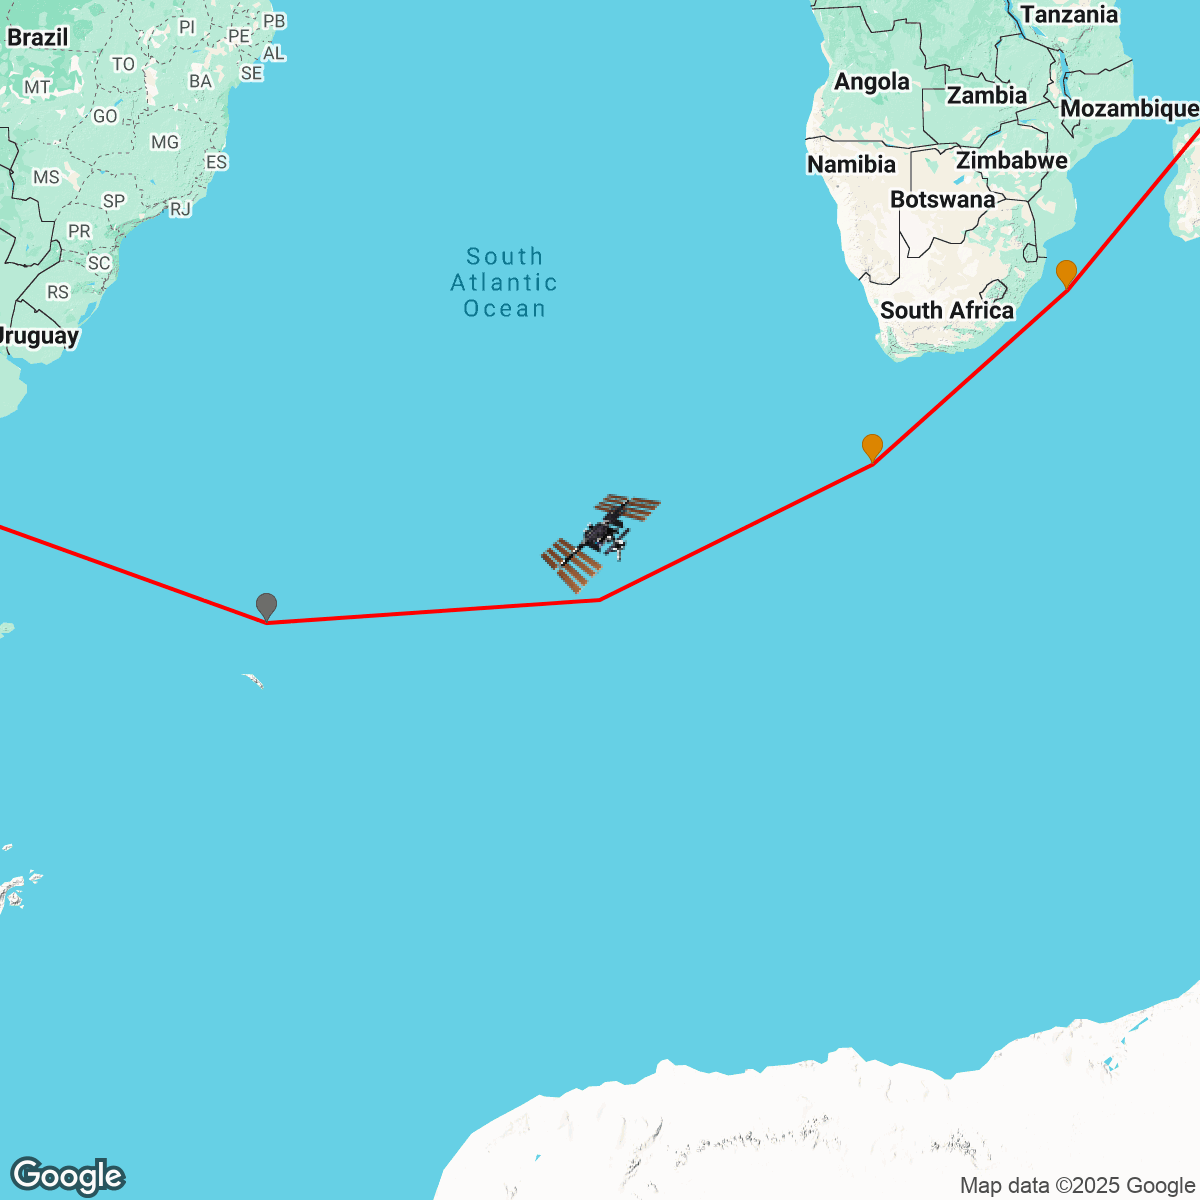 Brazil
PI
PB
PE
TO
AL
MT
BA
SE
GO
MG
ES
MS
SP
RJ
PR
SC
RS
Uruguay
South
Atlantic
Ocean
Tanzania
Angola
Zambia
Mozambique
Namibia
Zimbabwe
Botswana
South Africa
Google
Map data ©2025 Google